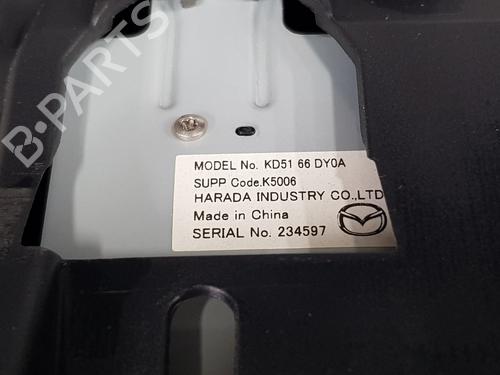 B-PARTS
MODEL No. KD51 66 DY0A
SUPP Code.K5006
HARADA INDUSTRY CO.,LTD
Made in China
SERIAL No. 234597